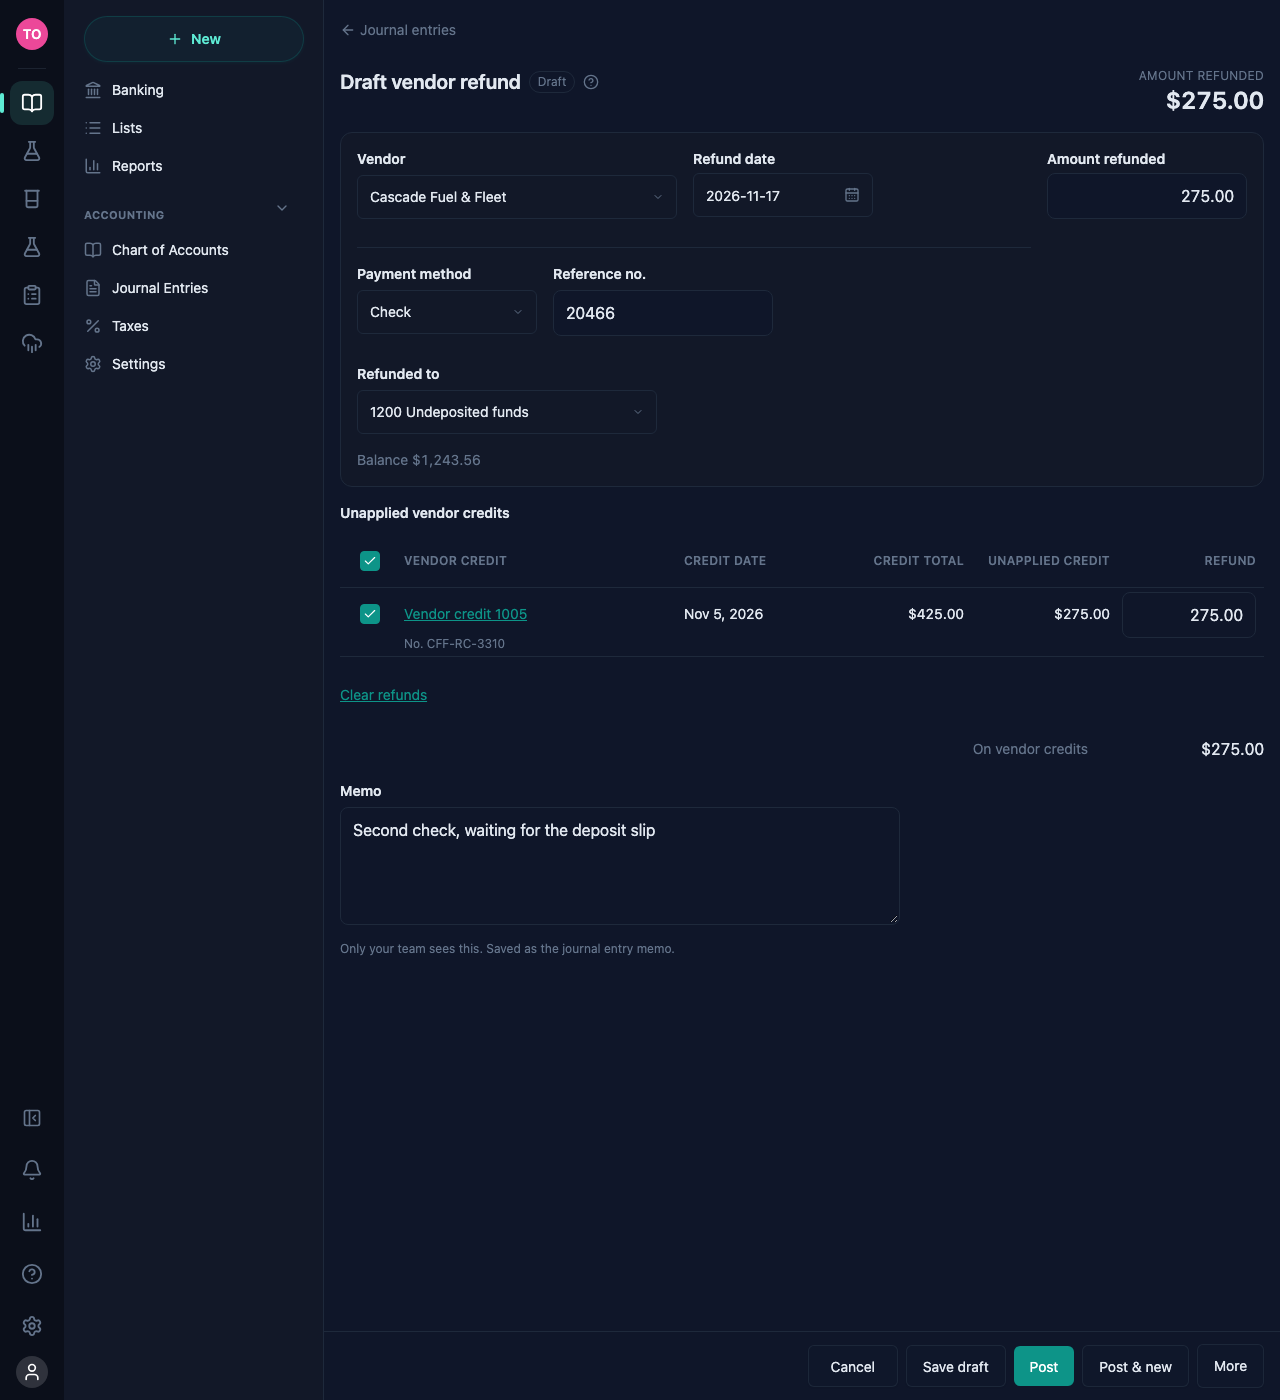 TO
New
Banking
Lists
Reports
ACCOUNTING
Chart of Accounts
Journal Entries
Taxes
Settings
Journal entries
Draft vendor refund
Draft
AMOUNT REFUNDED
$275.00
Vendor
Refund date
Amount refunded
Cascade Fuel & Fleet
2026-11-17
275.00
Payment method
Reference no.
Check
20466
Refunded to
1200 Undeposited funds
Balance $1,243.56
Unapplied vendor credits
VENDOR CREDIT
CREDIT DATE
CREDIT TOTAL
UNAPPLIED CREDIT
REFUND
Vendor credit 1005
Nov 5, 2026
$425.00
$275.00
275.00
No. CFF-RC-3310
Clear refunds
On vendor credits
$275.00
Memo
Second check, waiting for the deposit slip
Only your team sees this. Saved as the journal entry memo.
Cancel
Save draft
Post
Post & new
More